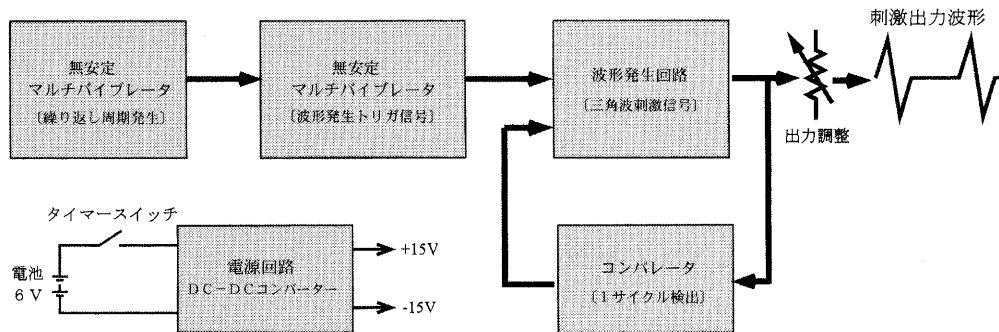 刺激出力波形
無安定
マルチバイブレータ
〔繰り返し周期発生〕
無安定
マルチバイブレータ
〔波形発生トリガ信号〕
波形発生回路
〔三角波刺激信号〕
出力調整
タイマースイッチ
電池
6V
電源回路
DC-DCコンバーター
+15V
-15V
コンパレータ
〔1サイクル検出〕